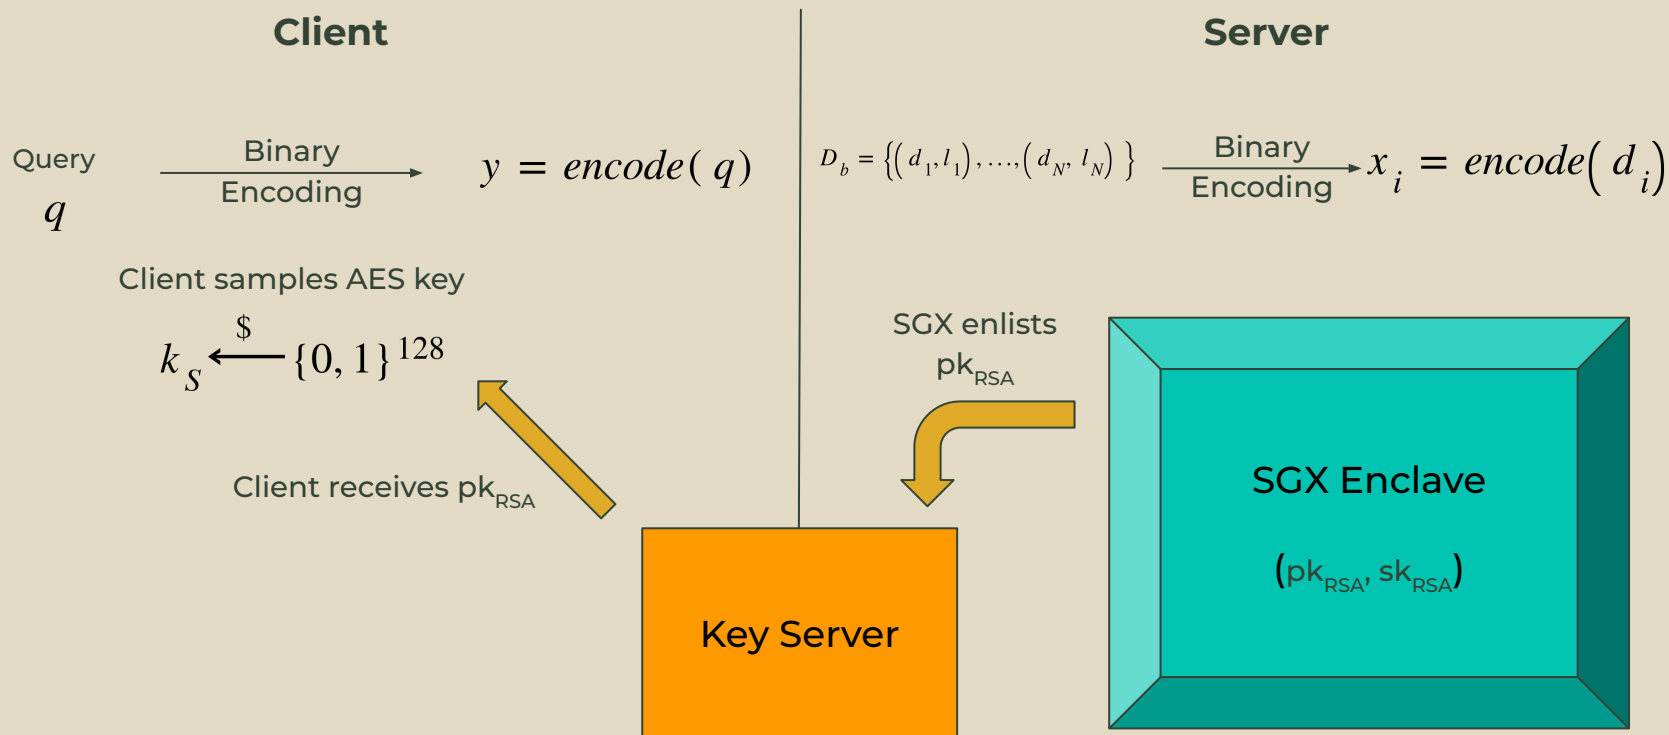 Client
Server
Query
q
Binary
Encoding
y = encode( q)
D_b = {( d_1, l_1), ..., ( d_N, l_N) }
Binary
Encoding
x_i = encode( d_i)
Client samples AES key
k_S ←$ {0, 1}^128
SGX enlists
pk_RSA
Client receives pk_RSA
SGX Enclave
(pk_RSA, sk_RSA)
Key Server